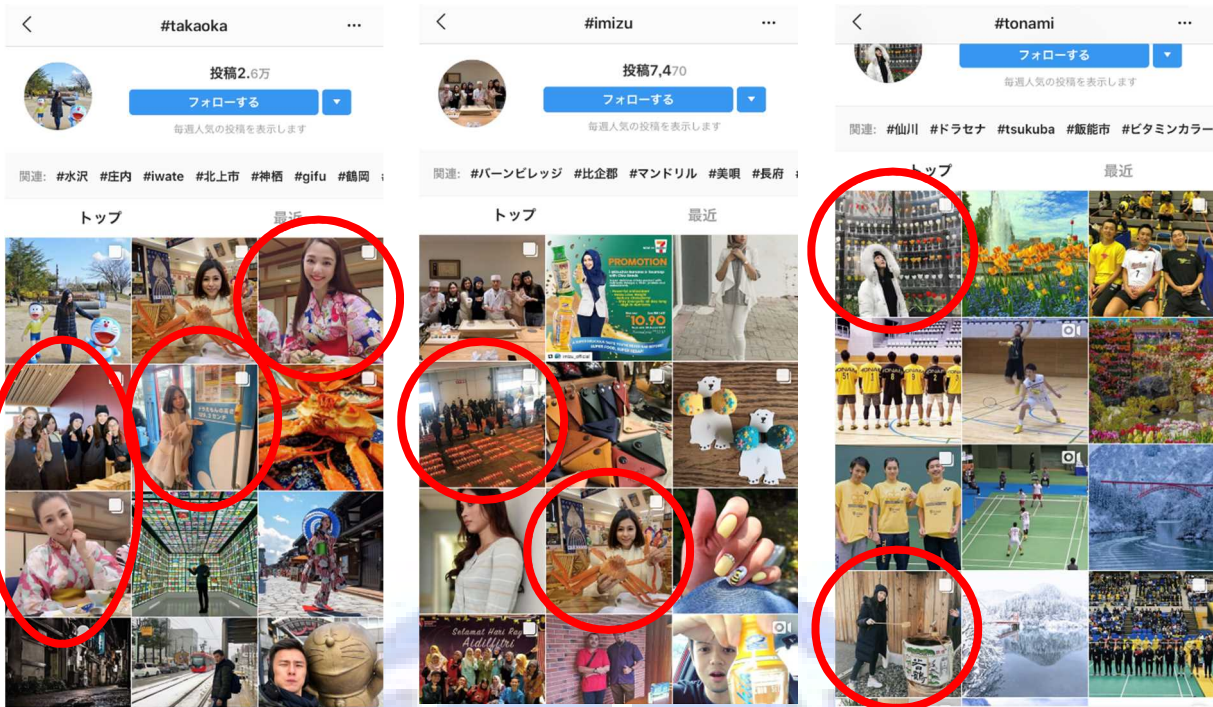 #takaoka
投稿2.6万
フォローする
毎週人気の投稿を表示します
関連: #水沢 #庄内 #iwate #北上市 #神栖 #gifu #鶴岡
トップ 最近
#imizu
投稿7,470
フォローする
毎週人気の投稿を表示します
関連: #バーンビレッジ #比企郡 #マンドリル #美唄 #長府
トップ 最近
PROMOTION
10.90
imizu_official
Selamat Hari Raya
Aidilfitri
#tonami
フォローする
毎週人気の投稿を表示します
関連: #仙川 #ドラセナ #tsukuba #飯能市 #ビタミンカラー
トップ 最近
7